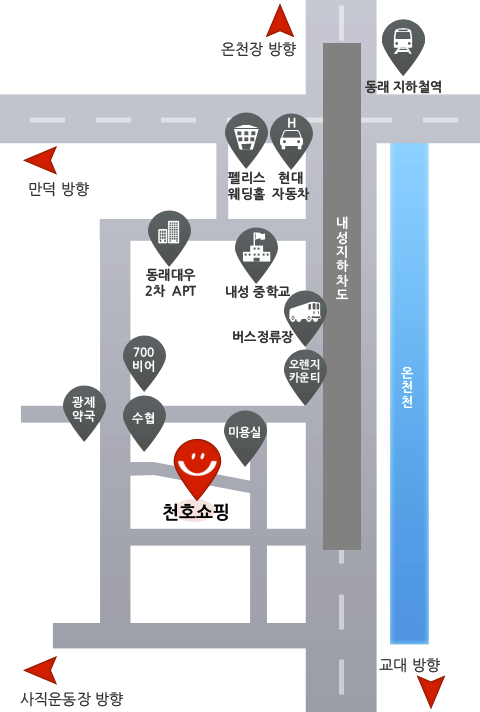 온천장 방향
동래 지하철역
만덕 방향
H
펠리스
웨딩홀
현대
자동차
내성지하차도
동래대우
2차 APT
내성 중학교
버스정류장
700
비어
오렌지
카운티
온천천
광제
약국
수협
미용실
천호쇼핑
교대 방향
사직운동장 방향